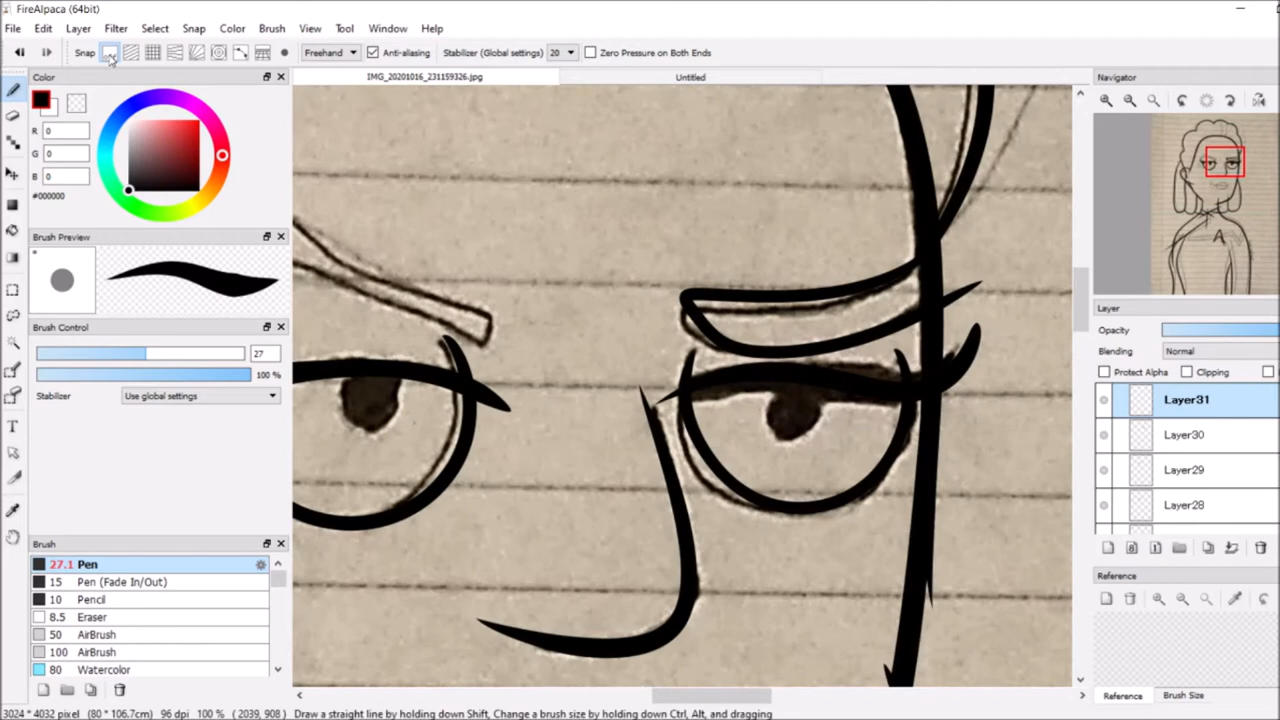 FireAlpaca (64bit)
File Edit Layer Filter Select Snap Color Brush View Tool Window Help
Snap Freehand Anti-aliasing Stabilizer (Global settings) 20 Zero Pressure on Both Ends
Color
IMG_20201016_231159326.jpg
Untitled
Navigator
R 0
G 0
B 0
#000000
A
Brush Preview
Layer
Opacity
Brush Control
27
Blending Normal
100 %
Protect Alpha Clipping
Stabilizer Use global settings
Layer31
Layer30
Layer29
Layer28
Brush
27.1 Pen
15 Pen (Fade In/Out)
10 Pencil
8.5 Eraser
50 AirBrush
100 AirBrush
80 Watercolor
Reference
Reference Brush Size
3024 * 4032 pixel (80 * 106.7cm) 96 dpi 100 % ( 2039, 908 ) Draw a straight line by holding down Shift, Change a brush size by holding down Ctrl, Alt, and dragging
T